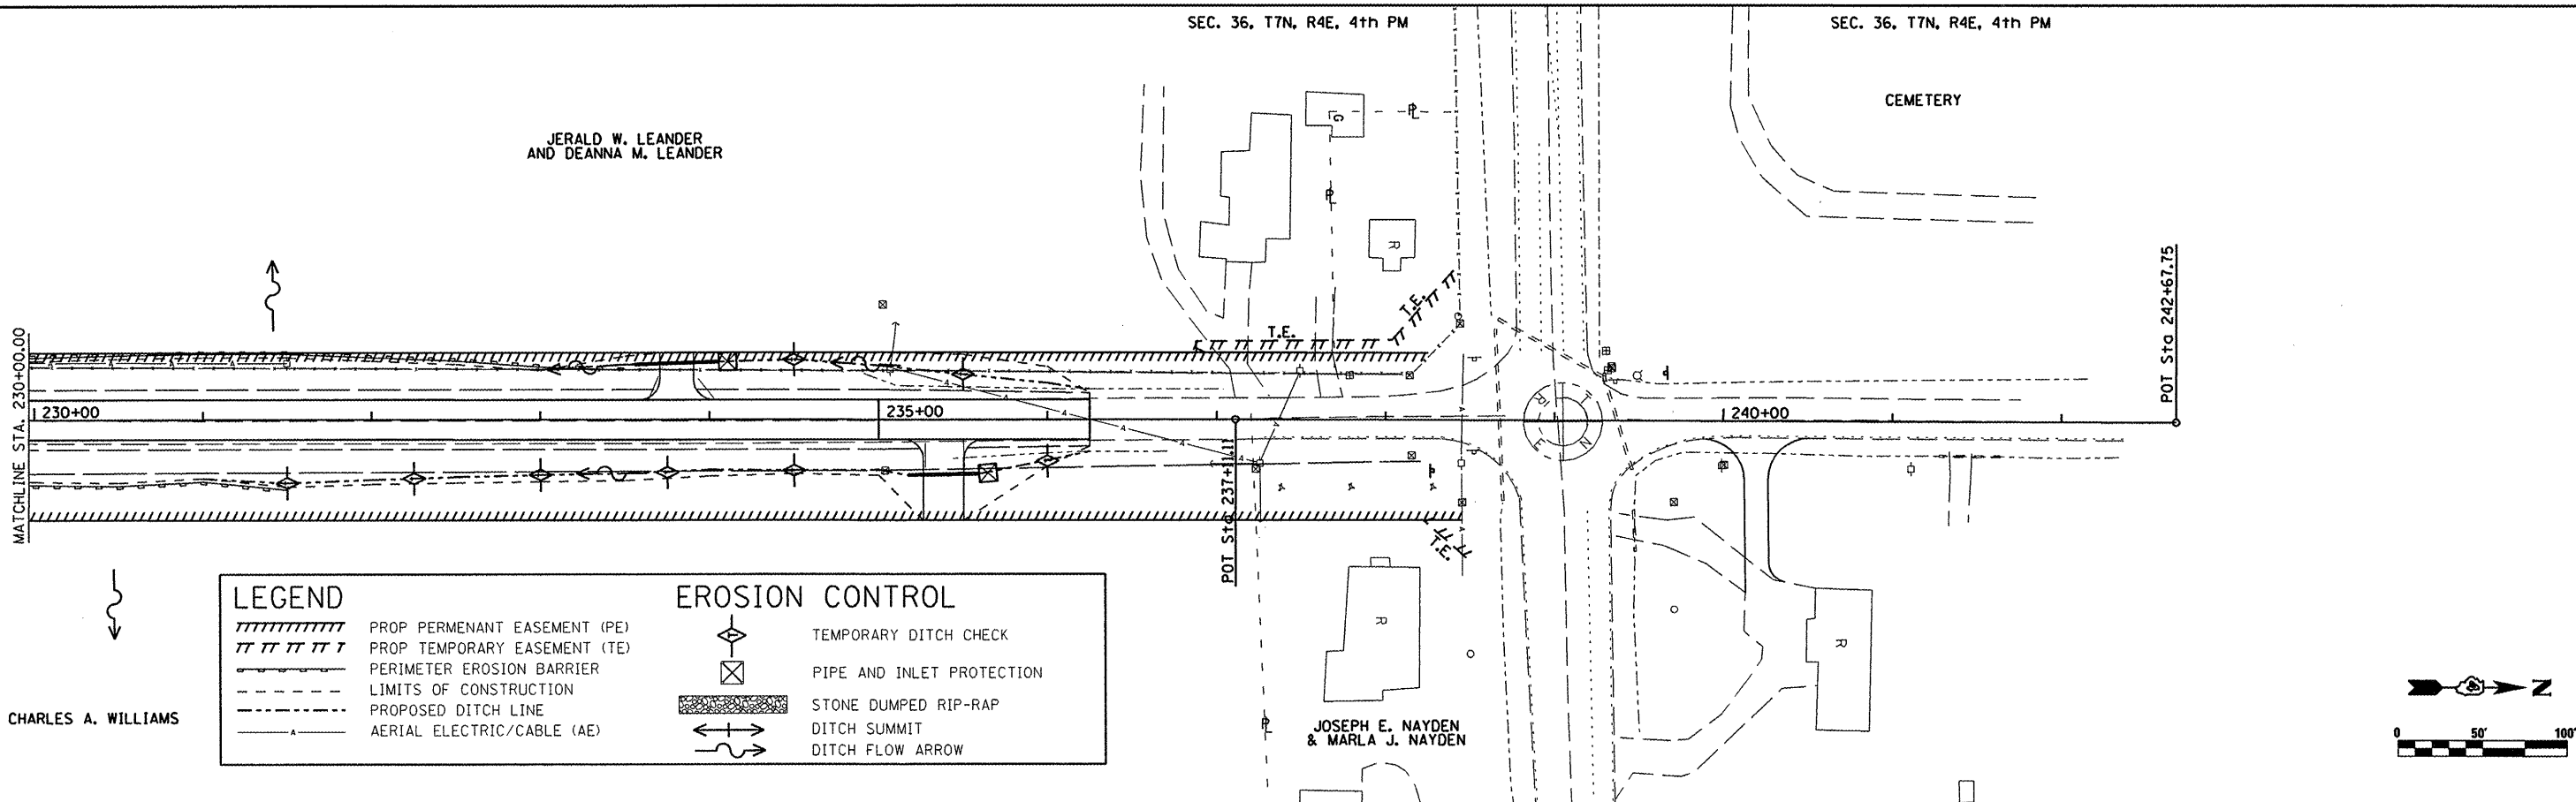 SEC. 36, T7N, R4E, 4th PM
SEC. 36, T7N, R4E, 4th PM
CEMETERY
JERALD W. LEANDER
AND DEANNA M. LEANDER
G
PL
PL
R
T.E.
T.E.
MATCHLINE STA. 230+00.00
230+00
235+00
240+00
POT Sta 237+11.11
POT Sta 242+67.75
T.E.
LEGEND
PROP PERMENANT EASEMENT (PE)
PROP TEMPORARY EASEMENT (TE)
PERIMETER EROSION BARRIER
LIMITS OF CONSTRUCTION
PROPOSED DITCH LINE
AERIAL ELECTRIC/CABLE (AE)
EROSION CONTROL
TEMPORARY DITCH CHECK
PIPE AND INLET PROTECTION
STONE DUMPED RIP-RAP
DITCH SUMMIT
DITCH FLOW ARROW
CHARLES A. WILLIAMS
R
R
PL
JOSEPH E. NAYDEN
& MARLA J. NAYDEN
N
0 50' 100'